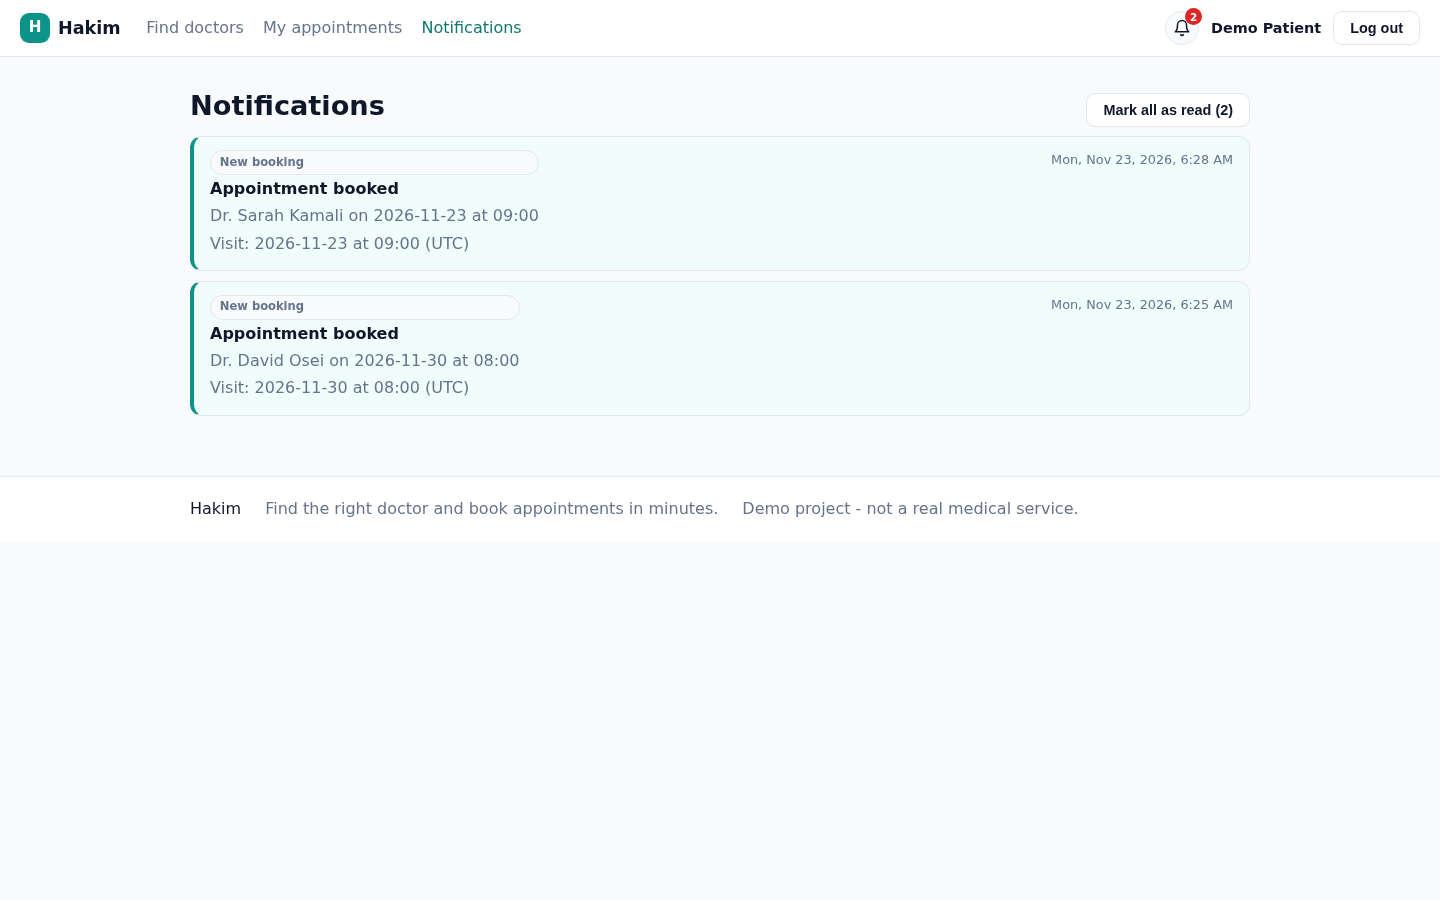 H Hakim Find doctors My appointments Notifications 2 Demo Patient Log out
Notifications Mark all as read (2)
New booking Mon, Nov 23, 2026, 6:28 AM
Appointment booked
Dr. Sarah Kamali on 2026-11-23 at 09:00
Visit: 2026-11-23 at 09:00 (UTC)
New booking Mon, Nov 23, 2026, 6:25 AM
Appointment booked
Dr. David Osei on 2026-11-30 at 08:00
Visit: 2026-11-30 at 08:00 (UTC)
Hakim Find the right doctor and book appointments in minutes. Demo project - not a real medical service.